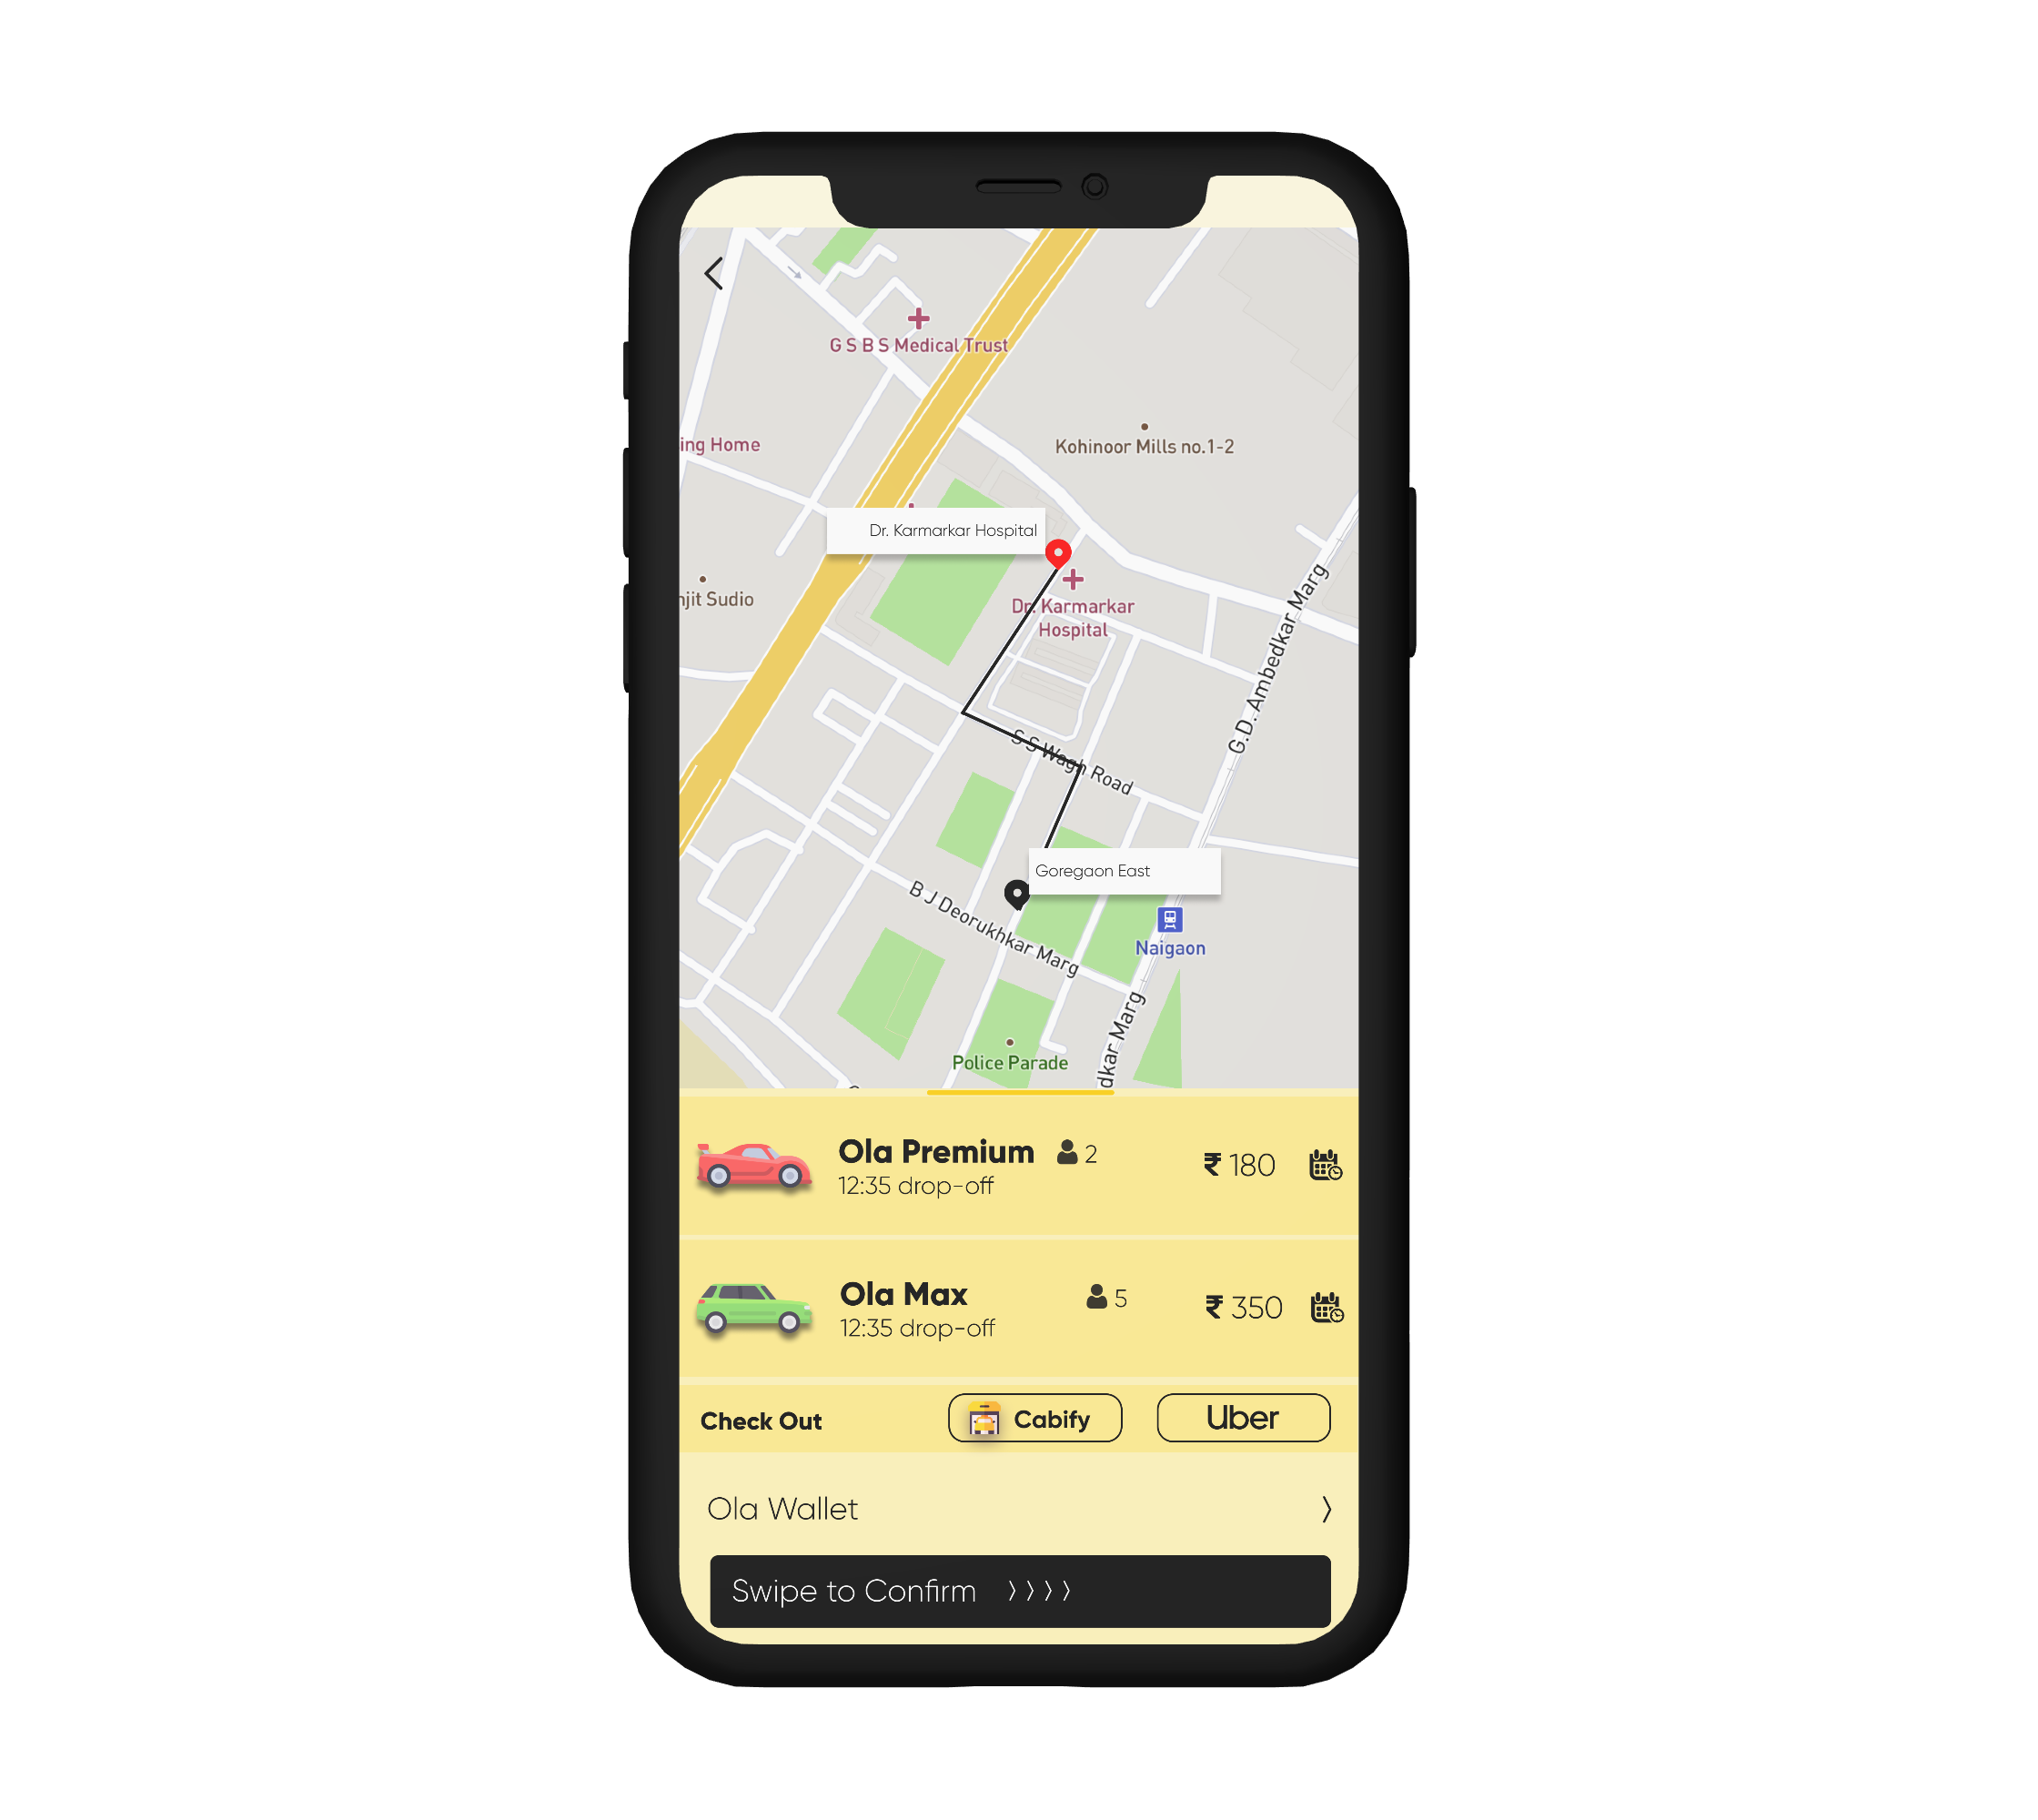 G S B S Medical Trust
Kohinoor Mills no.1-2
ing Home
Dr. Karmarkar Hospital
njit Sudio
Dr. Karmarkar
Hospital
G.D. Ambedkar Marg
S S Wagh Road
Goregaon East
B J Deorukhkar Marg
Naigaon
dkar Marg
Police Parade
Ola Premium 2
₹ 180
12:35 drop-off
Ola Max 5
₹ 350
12:35 drop-off
Check Out Cabify Uber
Ola Wallet 〉
Swipe to Confirm 〉〉〉〉